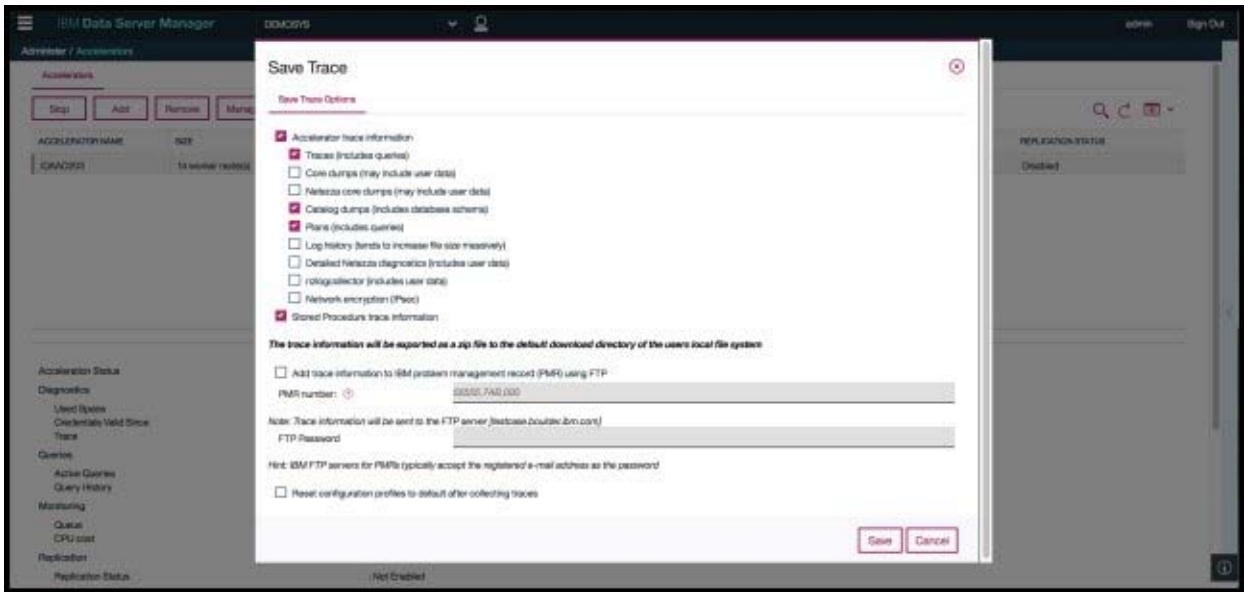 IBM Data Server Manager
DEMOSYS
admin
Sign Out
Administer / Accelerators
Accelerators
Stop
Add
Remove
ACCELERATOR NAME
SIZE
REPLICATION STATUS
Disabled
Save Trace
Save Trace Options
Accelerator trace information
Traces (includes queries)
Core dumps (may include user data)
Netezza core dumps (may include user data)
Catalog dumps (includes database schema)
Plans (includes queries)
Log history (tends to increase file size massively)
Detailed Netezza diagnostics (includes user data)
nzlogcollector (includes user data)
Network encryption (IPsec)
Stored Procedure trace information
The trace information will be exported as a zip file to the default download directory of the users local file system
Add trace information to IBM problem management record (PMR) using FTP
PMR number:
Note: Trace information will be sent to the FTP server [testcase.boulder.ibm.com]
FTP Password
Hint: IBM FTP servers for PMRs typically accept the registered e-mail address as the password
Reset configuration profiles to default after collecting traces
Save
Cancel
Acceleration Status
Diagnostics
Used Space
Credentials Valid Since
Trace
Queries
Active Queries
Query History
Monitoring
Queue
CPU cost
Replication
Replication Status
: Not Enabled